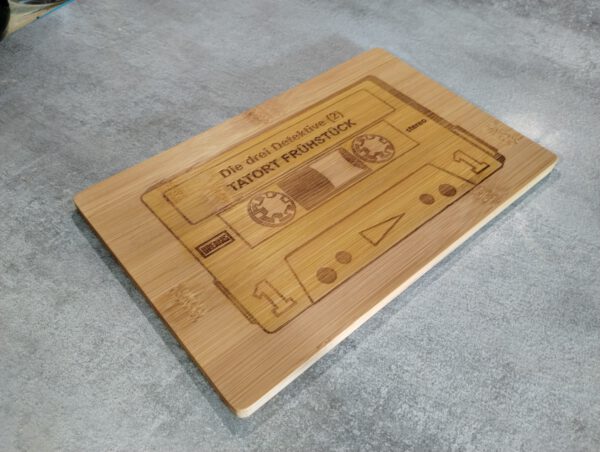 Die drei Detektive (2)
TATORT FRÜHSTÜCK
stereo
1
1